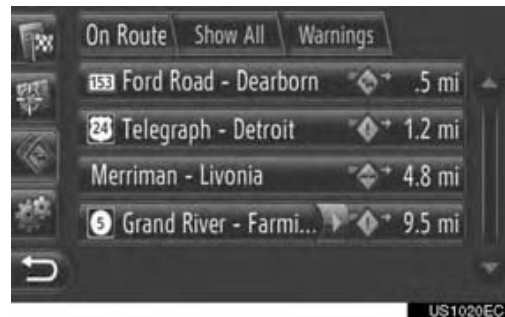 On Route Show All Warnings
153 Ford Road - Dearborn .5 mi
24 Telegraph - Detroit 1.2 mi
Merriman - Livonia 4.8 mi
5 Grand River - Farmi... 9.5 mi
US1020EC